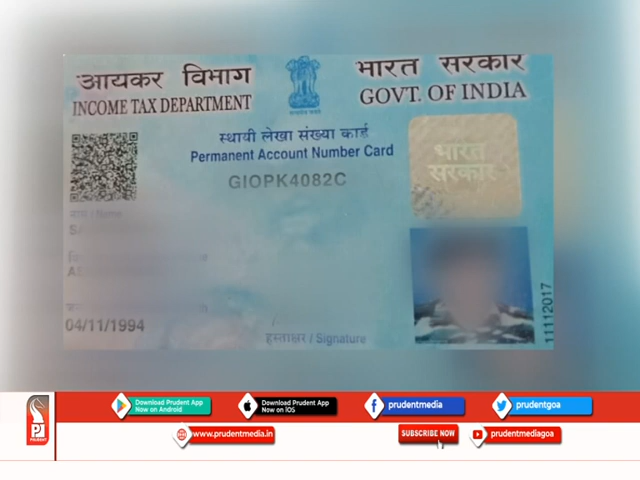 आयकर विभाग
INCOME TAX DEPARTMENT
भारत सरकार
GOVT. OF INDIA
स्थायी लेखा संख्या कार्ड
Permanent Account Number Card
GIOPK4082C
भारत
सरकार
नाम / Name
04/11/1994
हस्ताक्षर / Signature
11112017
PRUDENT
Download Prudent App
Now on Android
Download Prudent App
Now on iOS
prudentmedia
prudentgoa
www.prudentmedia.in
SUBSCRIBE NOW
prudentmediagoa